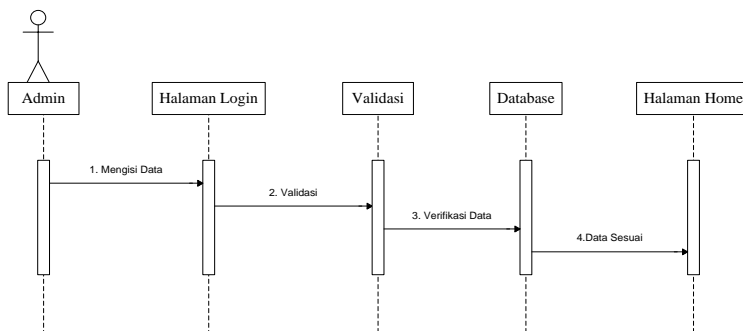 Admin
Halaman Login
Validasi
Database
Halaman Home
1. Mengisi Data
2. Validasi
3. Verifikasi Data
4.Data Sesuai